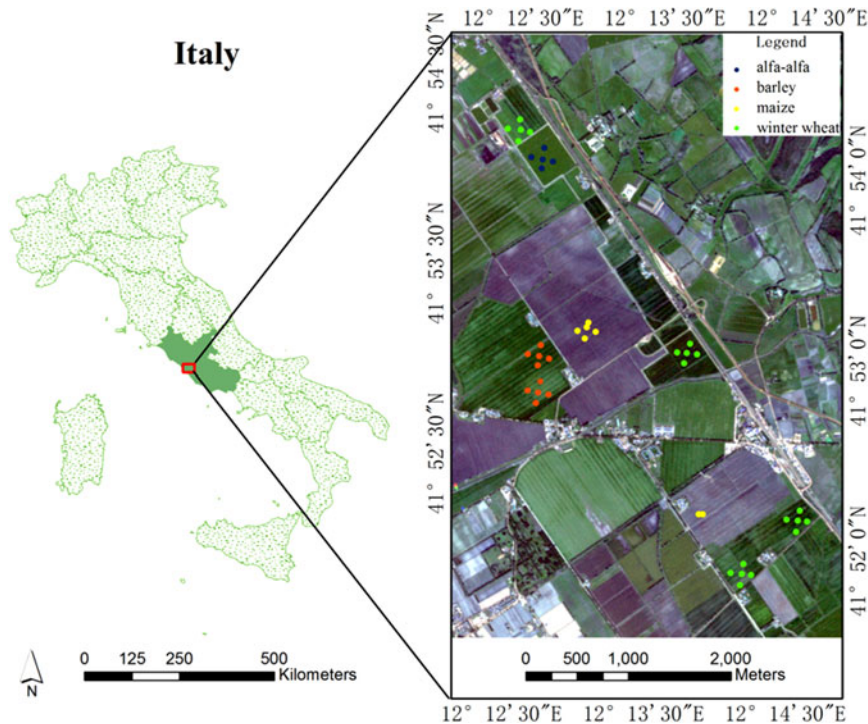 12° 12′30″E 12° 13′30″E 12° 14′30″E
Italy
Legend
alfa-alfa
barley
maize
winter wheat
41° 54′30″N
41° 53′30″N
41° 52′30″N
41° 54′0″N
41° 53′0″N
41° 52′0″N
N
0 125 250 500
Kilometers
0 500 1,000 2,000
Meters
12° 12′30″E 12° 13′30″E 12° 14′30″E